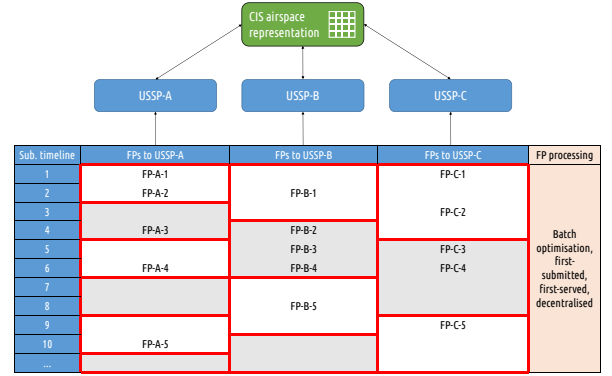 CIS airspace
representation
USSP-A
USSP-B
USSP-C
Sub. timeline
FPs to USSP-A
FPs to USSP-B
FPs to USSP-C
FP processing
1
FP-A-1
FP-C-1
2
FP-A-2
FP-B-1
3
FP-C-2
4
FP-A-3
FP-B-2
5
FP-B-3
FP-C-3
6
FP-A-4
FP-B-4
FP-C-4
7
8
FP-B-5
9
FP-C-5
10
FP-A-5
...
Batch
optimisation,
first-
submitted,
first-served,
decentralised